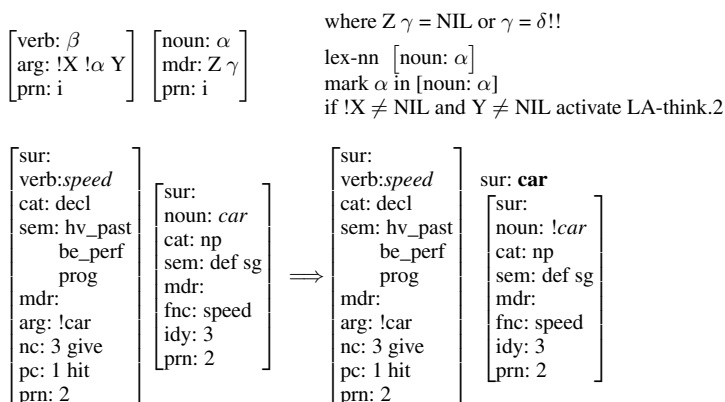 verb: β
arg: !X !α Y
prn: i
noun: α
mdr: Z γ
prn: i
where Z γ = NIL or γ = δ!!
lex-nn [noun: α]
mark α in [noun: α]
if !X ≠ NIL and Y ≠ NIL activate LA-think.2
sur:
verb:speed
cat: decl
sem: hv_past
be_perf
prog
mdr:
arg: !car
nc: 3 give
pc: 1 hit
prn: 2
sur:
noun: car
cat: np
sem: def sg
mdr:
fnc: speed
idy: 3
prn: 2
⟹
sur:
verb:speed
cat: decl
sem: hv_past
be_perf
prog
mdr:
arg: !car
nc: 3 give
pc: 1 hit
prn: 2
sur: car
sur:
noun: !car
cat: np
sem: def sg
mdr:
fnc: speed
idy: 3
prn: 2